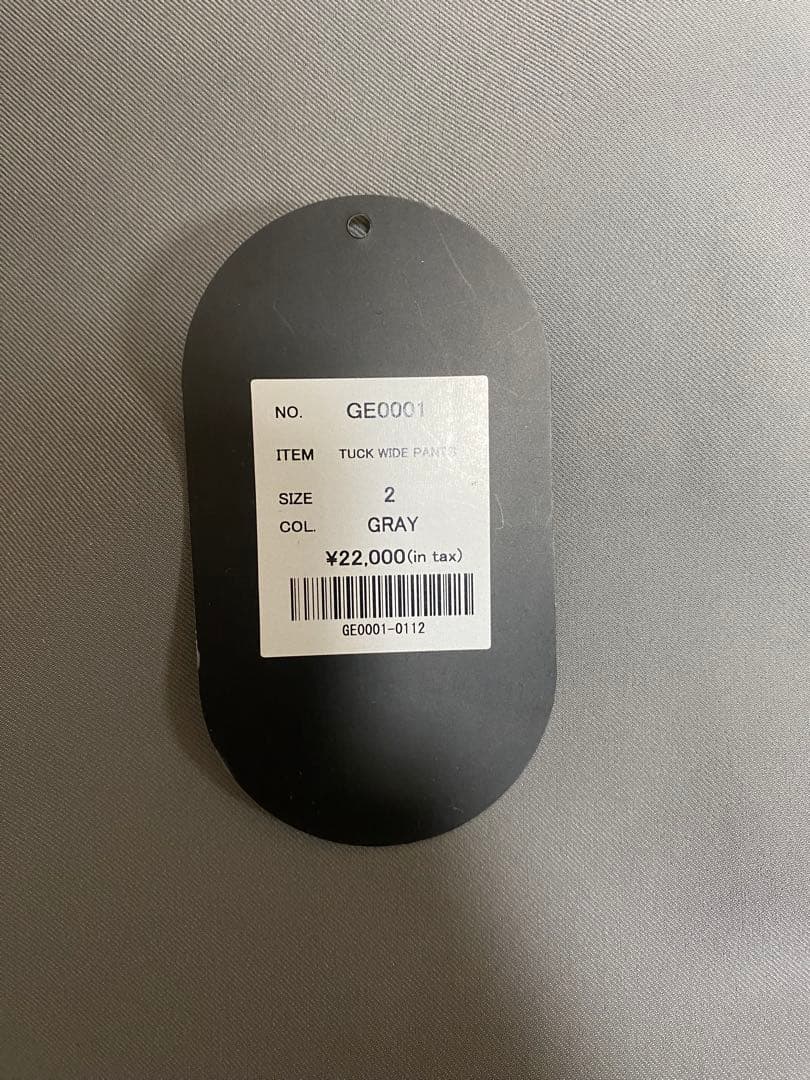 NO. GE0001
ITEM TUCK WIDE PANTS
SIZE 2
COL. GRAY
¥22,000(in tax)
GE0001-0112